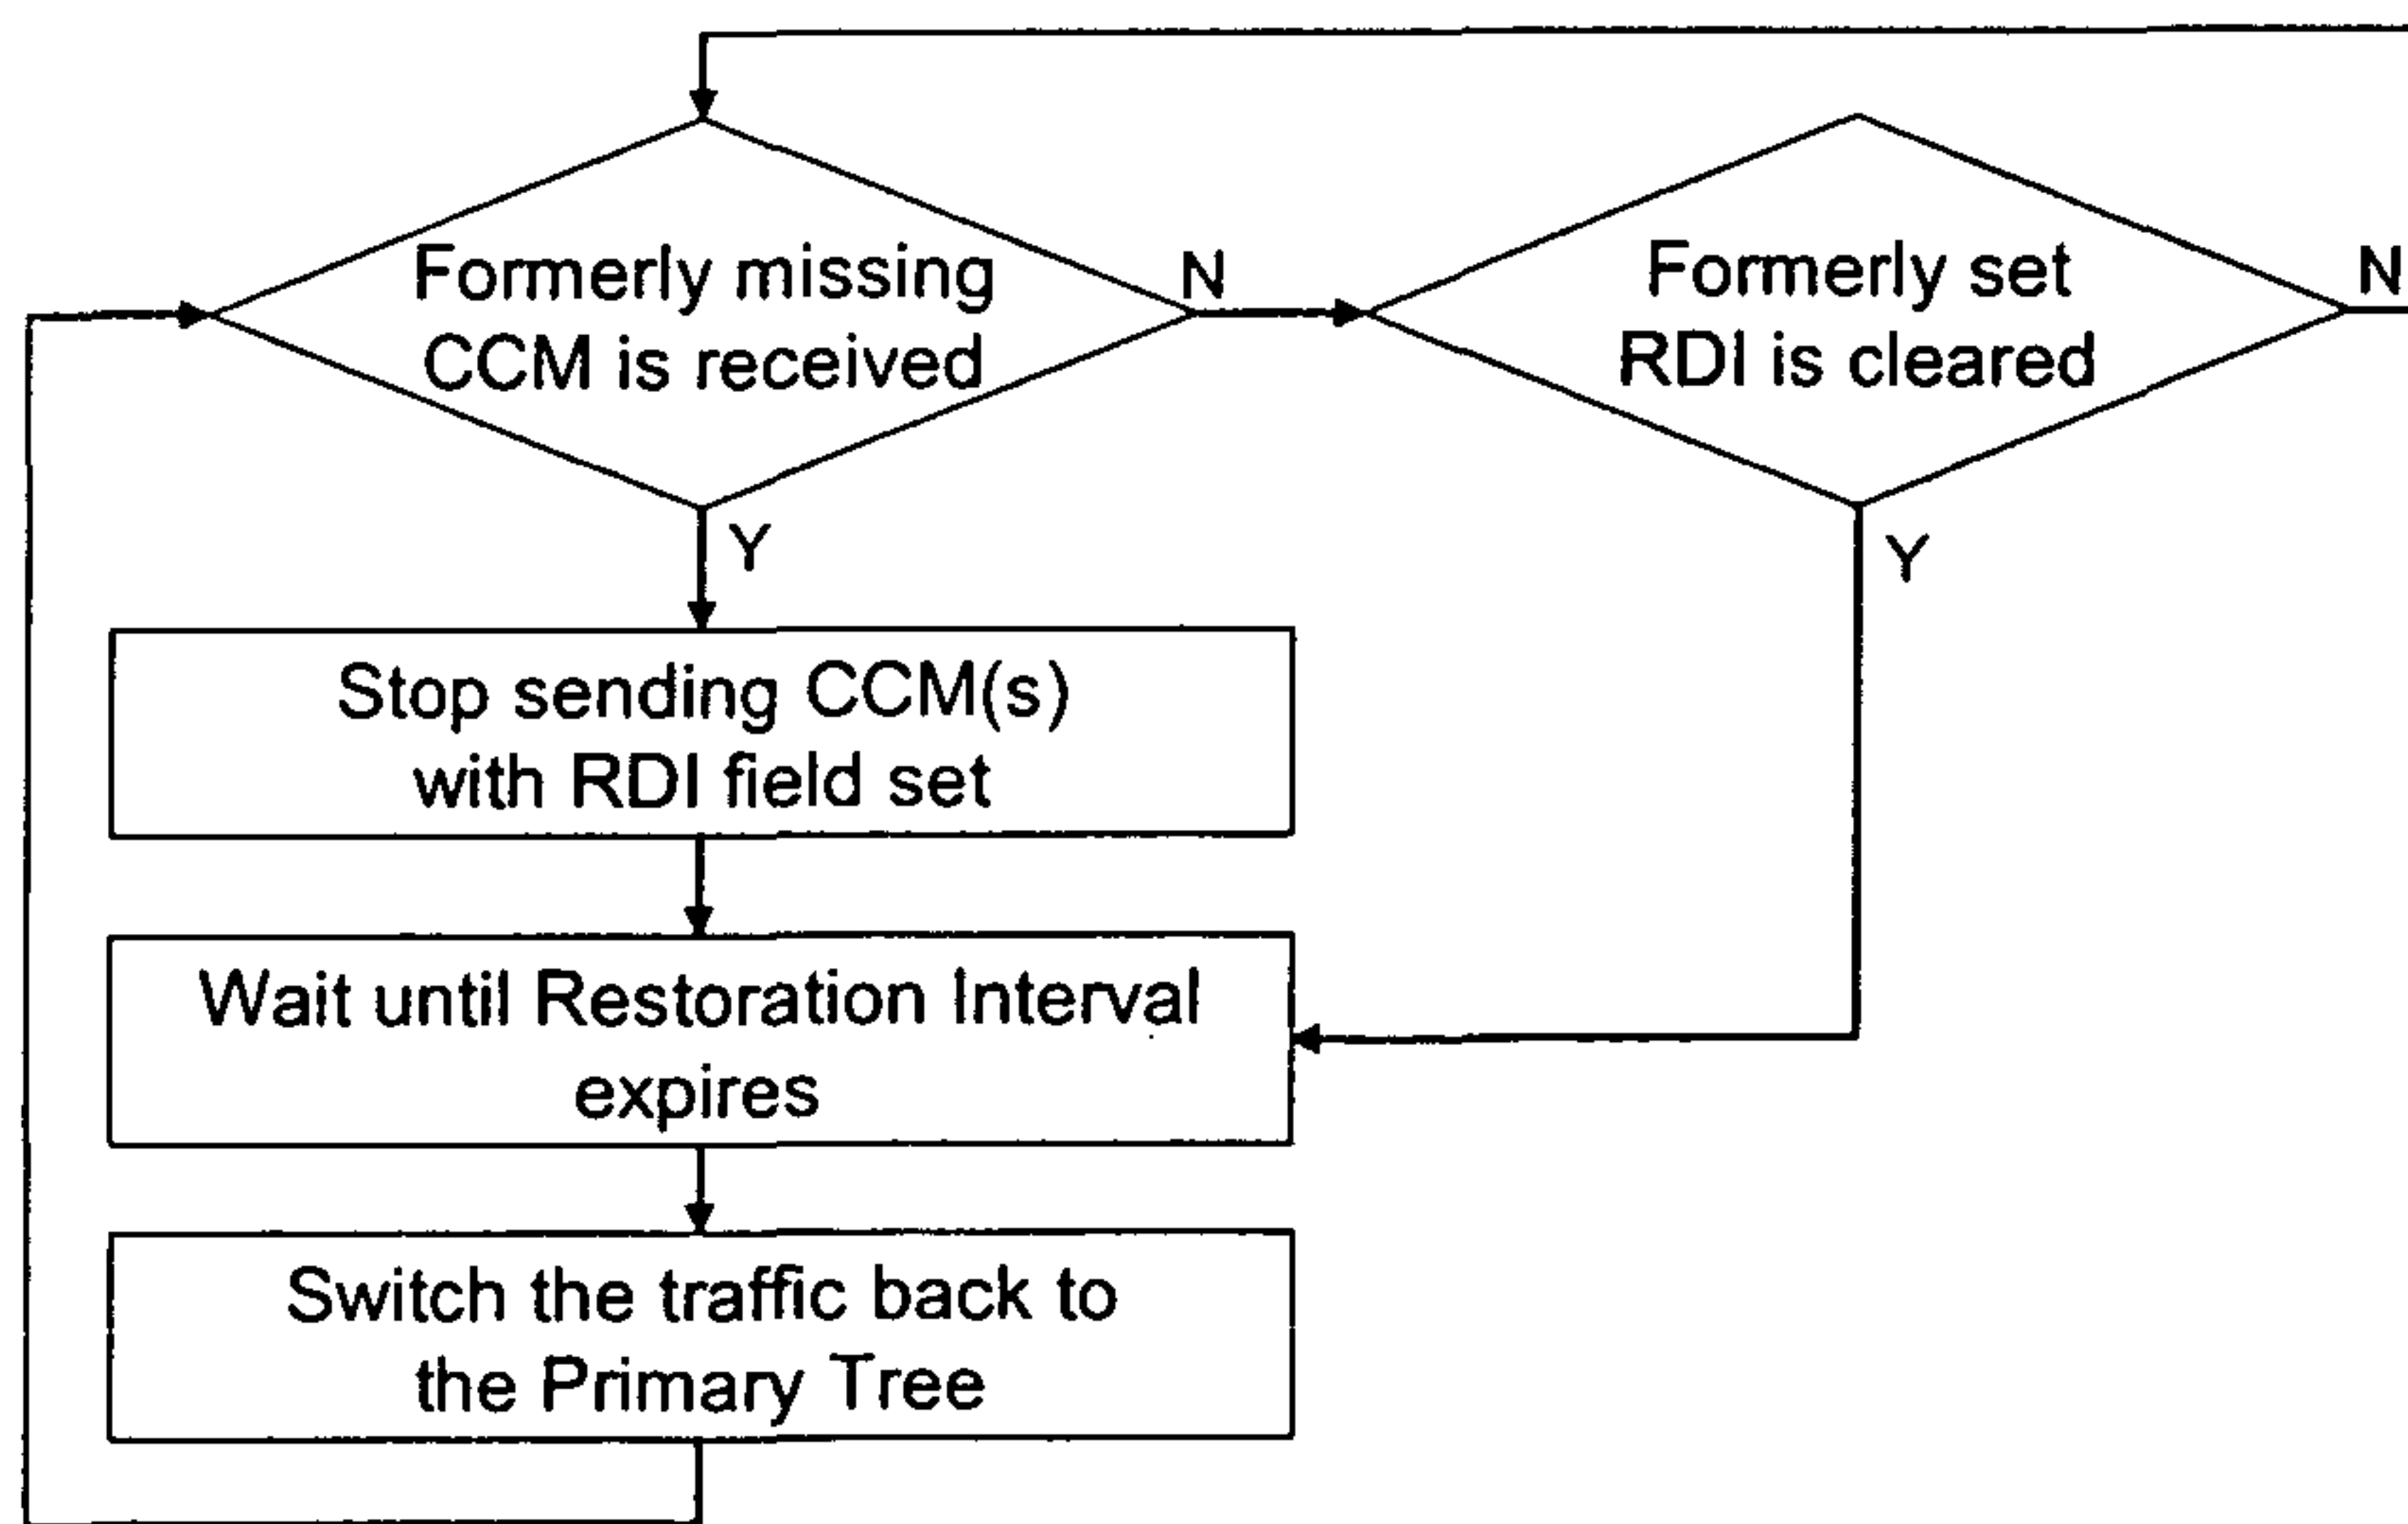 Formerly missing
CCM is received
N
Formerly set
RDI is cleared
N
Y
Y
Stop sending CCM(s)
with RDI field set
Wait until Restoration Interval
expires
Switch the traffic back to
the Primary Tree